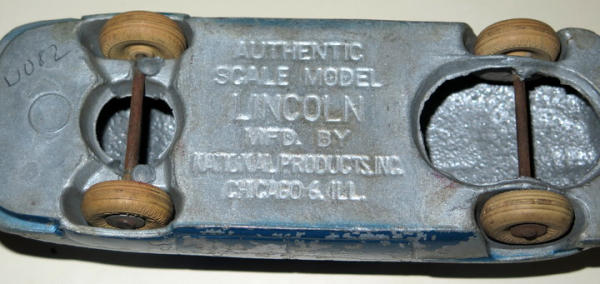 AUTHENTIC
SCALE MODEL
LINCOLN
MFD. BY
NATIONAL PRODUCTS, INC.
CHICAGO-6. ILL.